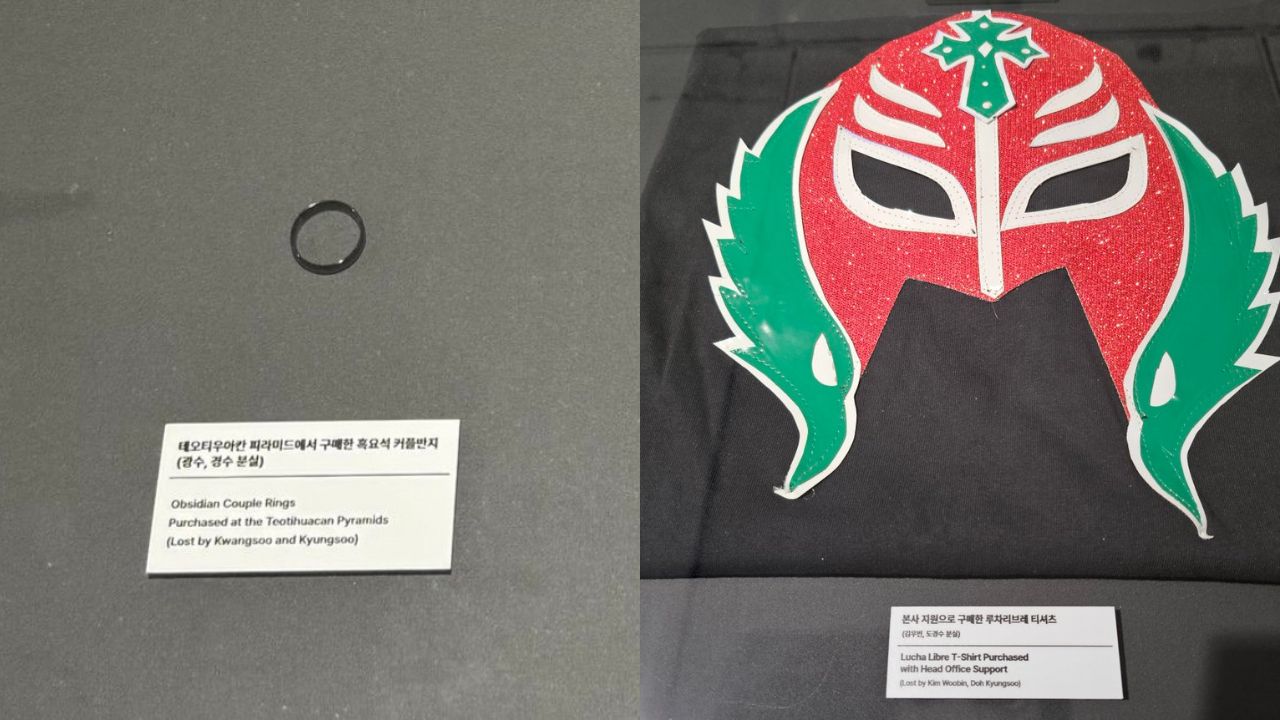 테오티우아칸 피라미드에서 구매한 흑요석 커플반지
(광수, 경수 분실)
Obsidian Couple Rings
Purchased at the Teotihuacan Pyramids
(Lost by Kwangsoo and Kyungsoo)
본사 지원으로 구매한 루차리브레 티셔츠
(김우빈, 도경수 분실)
Lucha Libre T-Shirt Purchased
with Head Office Support
(Lost by Kim Woobin, Doh Kyungsoo)